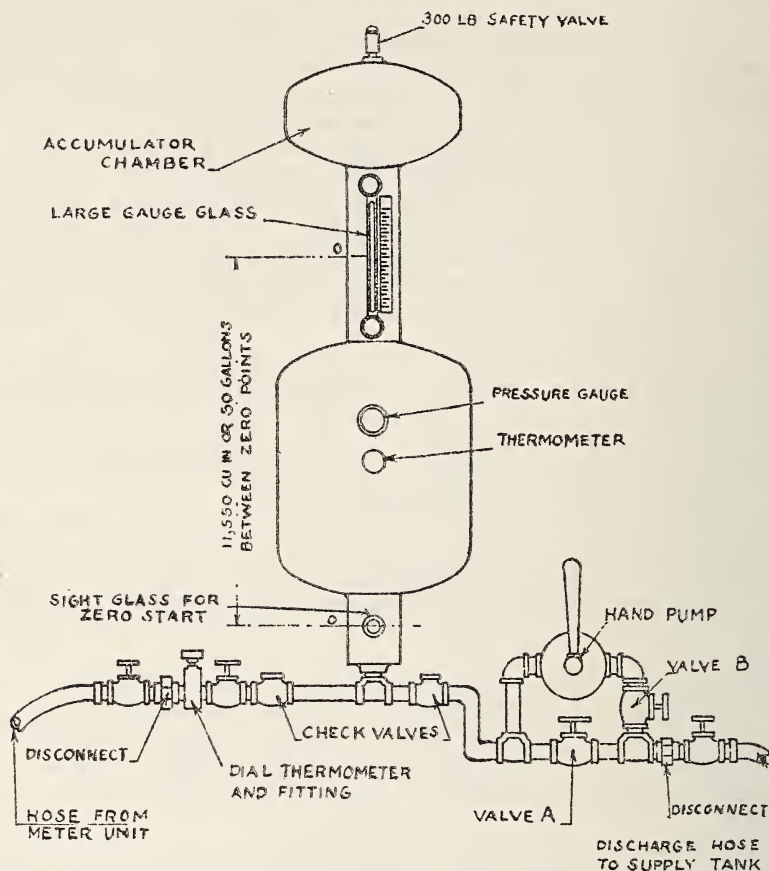 300 LB SAFETY VALVE
ACCUMULATOR
CHAMBER
LARGE GAUGE GLASS
0
11,550 CU IN OR 50 GALLONS
BETWEEN ZERO POINTS
PRESSURE GAUGE
THERMOMETER
SIGHT GLASS FOR
ZERO START
0
HAND PUMP
VALVE B
DISCONNECT
CHECK VALVES
DIAL THERMOMETER
AND FITTING
HOSE FROM
METER UNIT
VALVE A
DISCONNECT
DISCHARGE HOSE
TO SUPPLY TANK